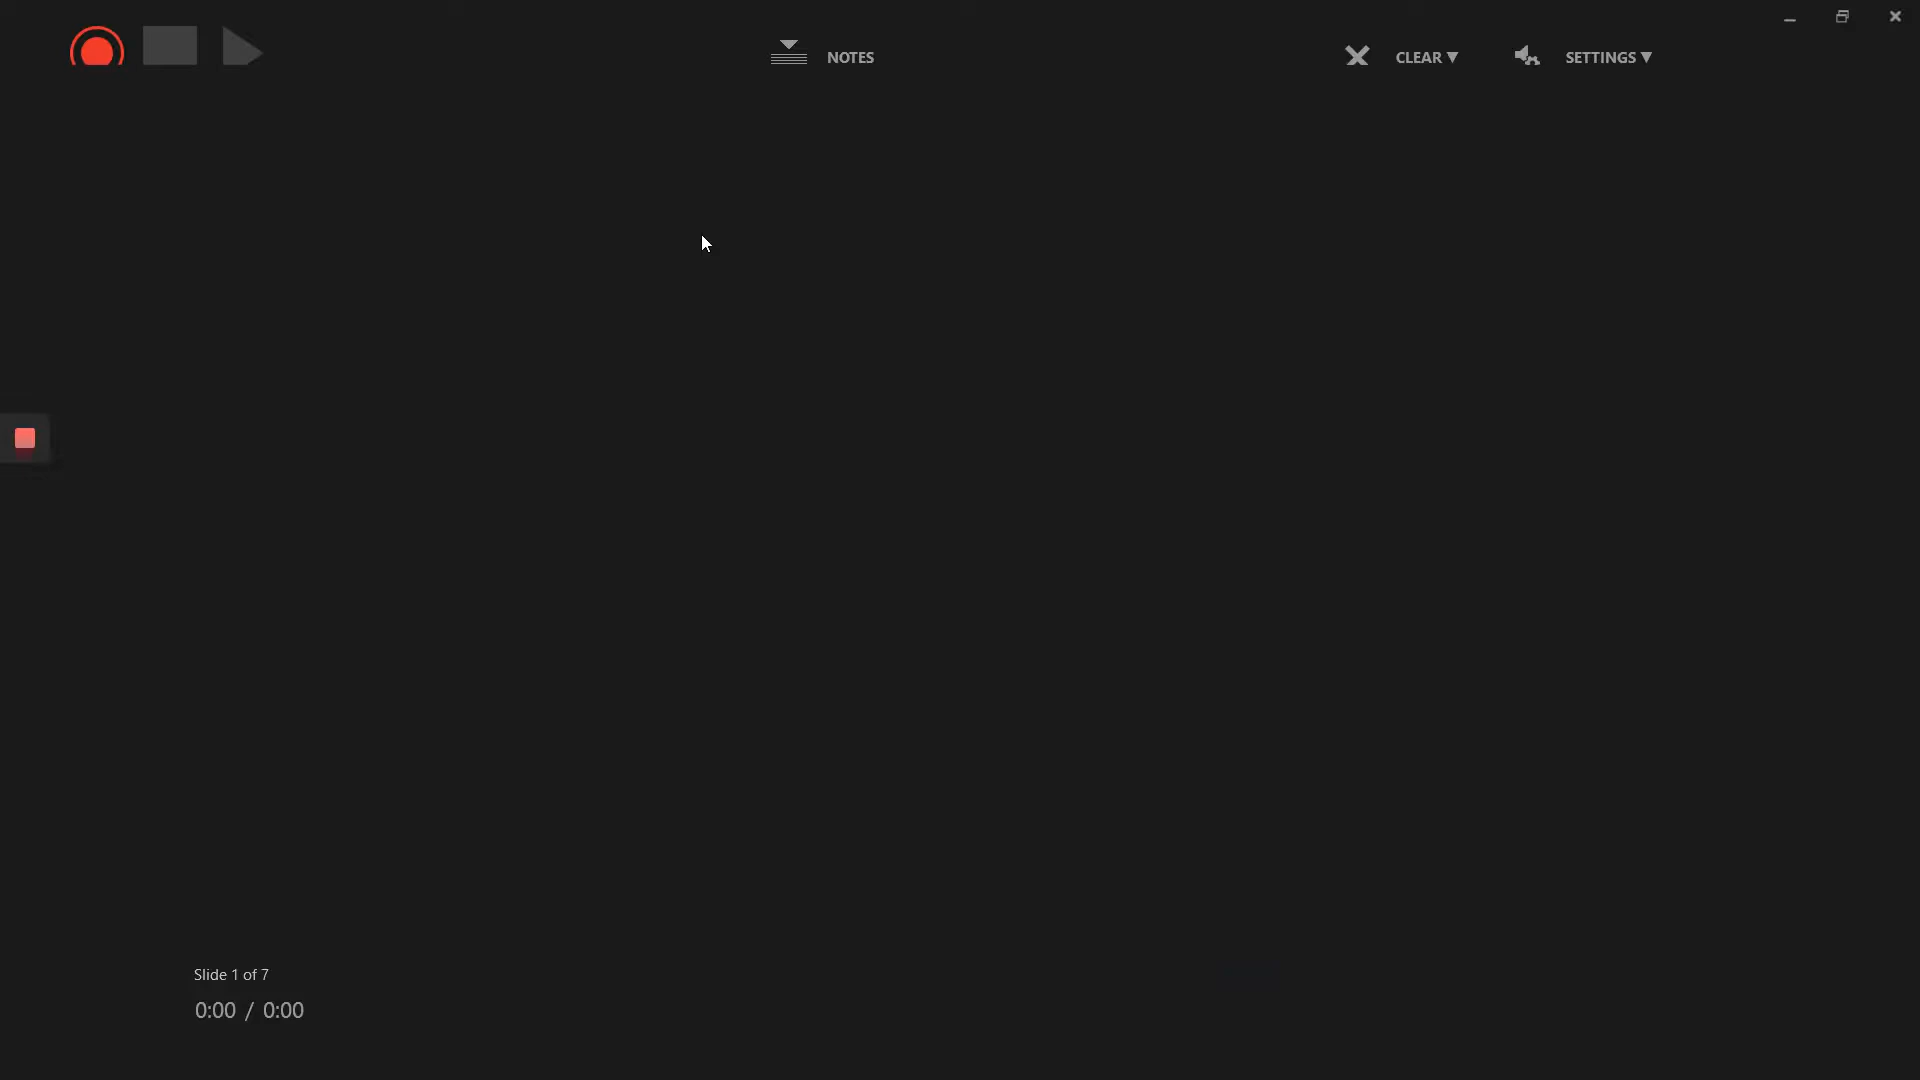 NOTES
CLEAR ▼
SETTINGS ▼
Slide 1 of 7
0:00 / 0:00